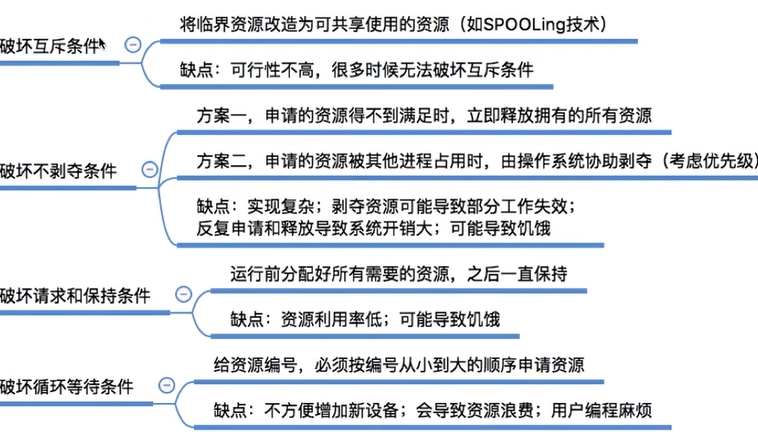 破坏互斥条件
将临界资源改造为可共享使用的资源（如SPOOLing技术）
缺点：可行性不高，很多时候无法破坏互斥条件
破坏不剥夺条件
方案一，申请的资源得不到满足时，立即释放拥有的所有资源
方案二，申请的资源被其他进程占用时，由操作系统协助剥夺（考虑优先级）
缺点：实现复杂；剥夺资源可能导致部分工作失效；
反复申请和释放导致系统开销大；可能导致饥饿
破坏请求和保持条件
运行前分配好所有需要的资源，之后一直保持
缺点：资源利用率低；可能导致饥饿
破坏循环等待条件
给资源编号，必须按编号从小到大的顺序申请资源
缺点：不方便增加新设备；会导致资源浪费；用户编程麻烦